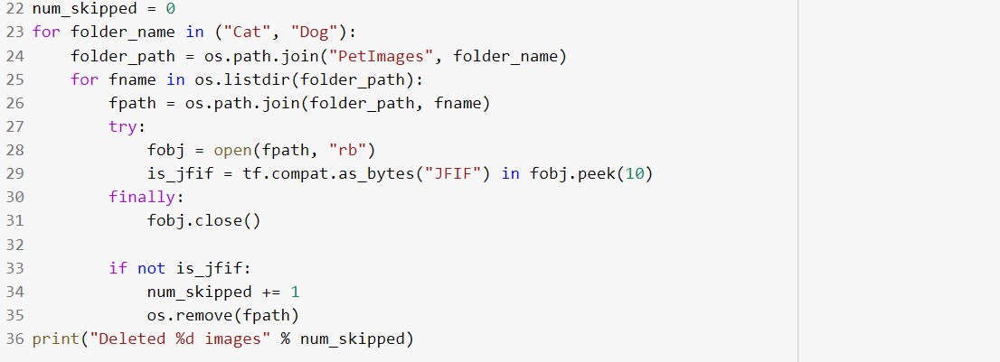 22 num_skipped = 0
23 for folder_name in ("Cat", "Dog"):
24     folder_path = os.path.join("PetImages", folder_name)
25     for fname in os.listdir(folder_path):
26         fpath = os.path.join(folder_path, fname)
27         try:
28             fobj = open(fpath, "rb")
29             is_jfif = tf.compat.as_bytes("JFIF") in fobj.peek(10)
30         finally:
31             fobj.close()
32
33         if not is_jfif:
34             num_skipped += 1
35             os.remove(fpath)
36 print("Deleted %d images" % num_skipped)